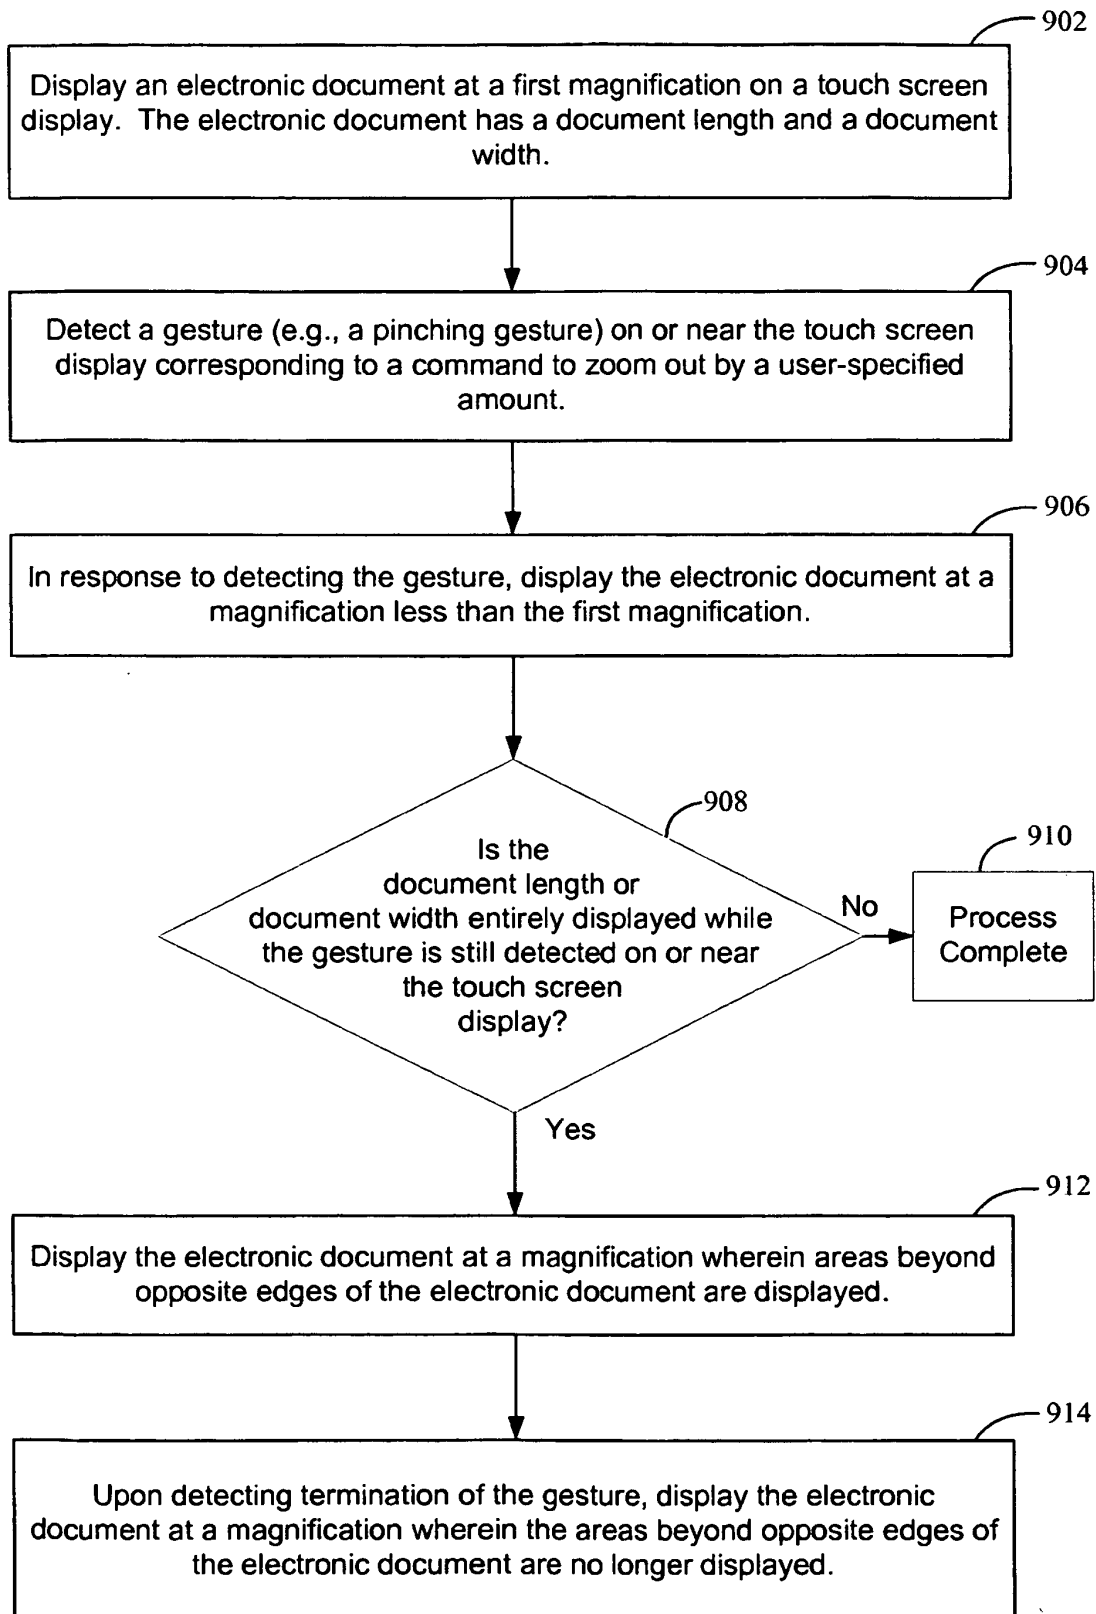 902
Display an electronic document at a first magnification on a touch screen
display. The electronic document has a document length and a document
width.
904
Detect a gesture (e.g., a pinching gesture) on or near the touch screen
display corresponding to a command to zoom out by a user-specified
amount.
906
In response to detecting the gesture, display the electronic document at a
magnification less than the first magnification.
908
Is the
document length or
document width entirely displayed while
the gesture is still detected on or near
the touch screen
display?
No
910
Process
Complete
Yes
912
Display the electronic document at a magnification wherein areas beyond
opposite edges of the electronic document are displayed.
914
Upon detecting termination of the gesture, display the electronic
document at a magnification wherein the areas beyond opposite edges of
the electronic document are no longer displayed.